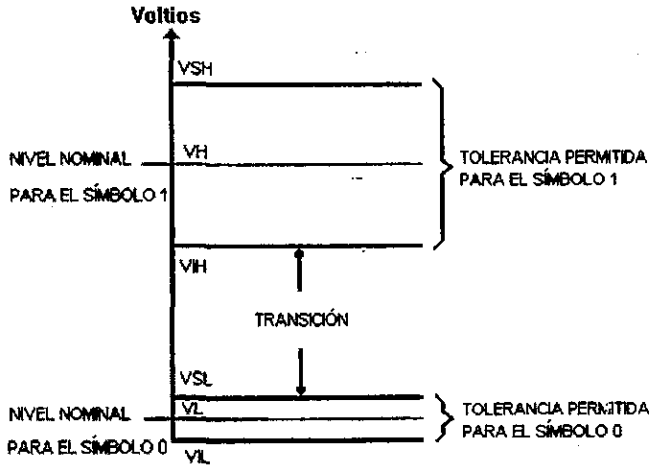 Voltios
VSH
NIVEL NOMINAL
PARA EL SÍMBOLO 1
VH
TOLERANCIA PERMITIDA
PARA EL SÍMBOLO 1
VIH
TRANSICIÓN
VSL
NIVEL NOMINAL
PARA EL SÍMBOLO 0
VL
TOLERANCIA PERMITIDA
PARA EL SÍMBOLO 0
VIL